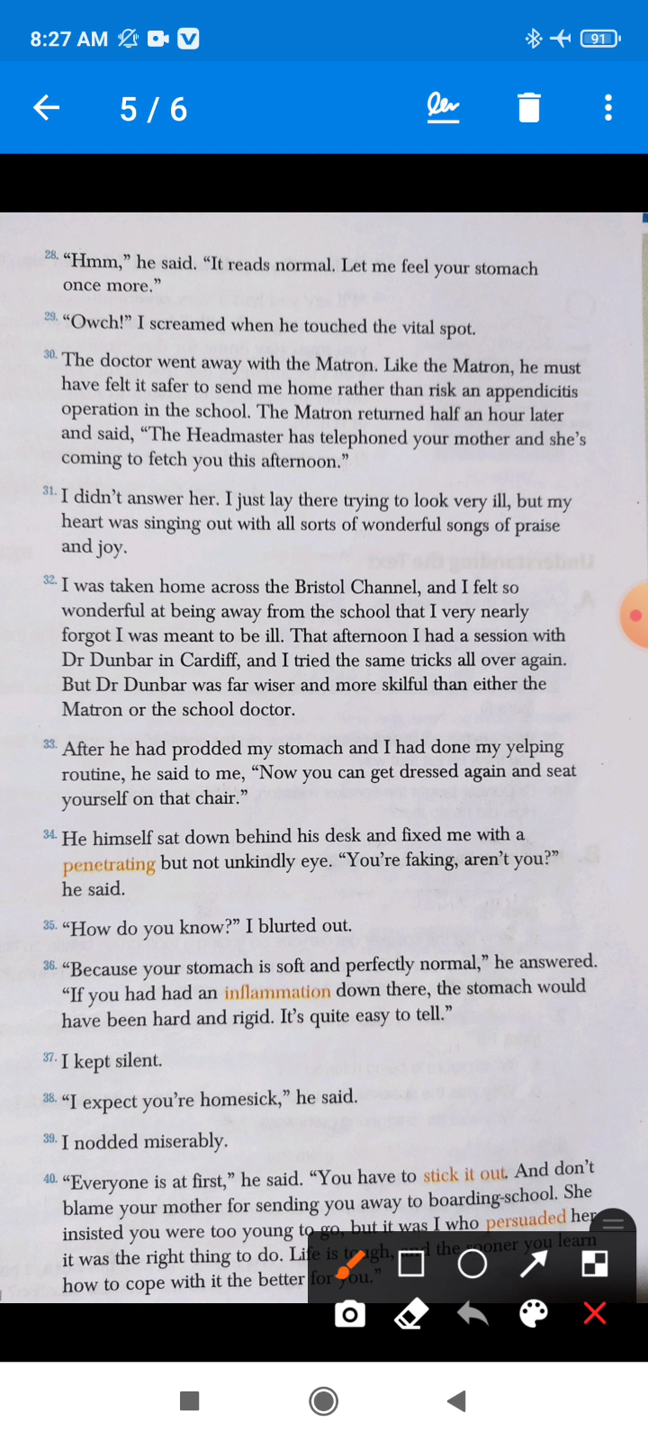 8:27 AM
91
5 / 6
28. “Hmm,” he said. “It reads normal. Let me feel your stomach
once more.”
29. “Owch!” I screamed when he touched the vital spot.
30. The doctor went away with the Matron. Like the Matron, he must
have felt it safer to send me home rather than risk an appendicitis
operation in the school. The Matron returned half an hour later
and said, “The Headmaster has telephoned your mother and she’s
coming to fetch you this afternoon.”
31. I didn’t answer her. I just lay there trying to look very ill, but my
heart was singing out with all sorts of wonderful songs of praise
and joy.
32. I was taken home across the Bristol Channel, and I felt so
wonderful at being away from the school that I very nearly
forgot I was meant to be ill. That afternoon I had a session with
Dr Dunbar in Cardiff, and I tried the same tricks all over again.
But Dr Dunbar was far wiser and more skilful than either the
Matron or the school doctor.
33. After he had prodded my stomach and I had done my yelping
routine, he said to me, “Now you can get dressed again and seat
yourself on that chair.”
34. He himself sat down behind his desk and fixed me with a
penetrating but not unkindly eye. “You’re faking, aren’t you?”
he said.
35. “How do you know?” I blurted out.
36. “Because your stomach is soft and perfectly normal,” he answered.
“If you had had an inflammation down there, the stomach would
have been hard and rigid. It’s quite easy to tell.”
37. I kept silent.
38. “I expect you’re homesick,” he said.
39. I nodded miserably.
40. “Everyone is at first,” he said. “You have to stick it out. And don’t
blame your mother for sending you away to boarding-school. She
insisted you were too young to go, but it was I who persuaded her
it was the right thing to do. Life is tough, and the sooner you learn
how to cope with it the better for you.”